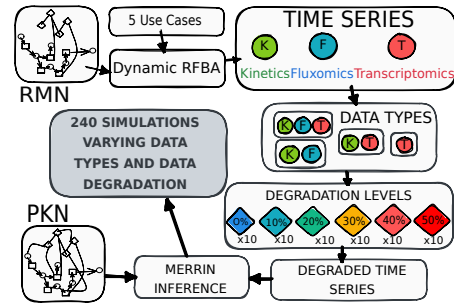 5 Use Cases
Dynamic RFBA
RMN
TIME SERIES
K F T
Kinetics Fluxomics Transcriptomics
DATA TYPES
K F T
K T
T
K F
240 SIMULATIONS
VARYING DATA
TYPES AND DATA
DEGRADATION
DEGRADATION LEVELS
0% 10% 20% 30% 40% 50%
x10 x10 x10 x10 x10 x10
PKN
MERRIN
INFERENCE
DEGRADED TIME
SERIES